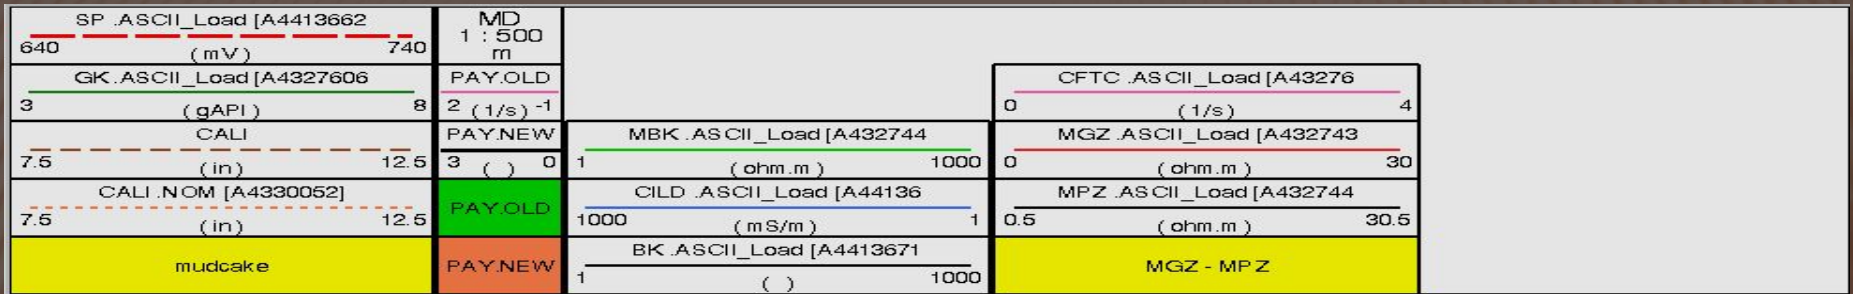 SP .ASCII_Load [A4413662
640 (mV) 740
GK.ASCII_Load [A4327606
3 (gAPI) 8
CALI
7.5 (in) 12.5
CALI.NOM [A4330052]
7.5 (in) 12.5
mudcake
MD
1 : 500
m
PAY.OLD
2 (1/s) -1
PAY.NEW
3 ( ) 0
PAY.OLD
PAY.NEW
MBK .ASCII_Load [A432744
1 (ohm.m) 1000
CILD .ASCII_Load [A44136
1000 (mS/m) 1
BK .ASCII_Load [A4413671
1 ( ) 1000
CFTC .ASCII_Load [A43276
0 (1/s) 4
MGZ .ASCII_Load [A432743
0 (ohm.m) 30
MPZ .ASCII_Load [A432744
0.5 (ohm.m) 30.5
MGZ - MPZ